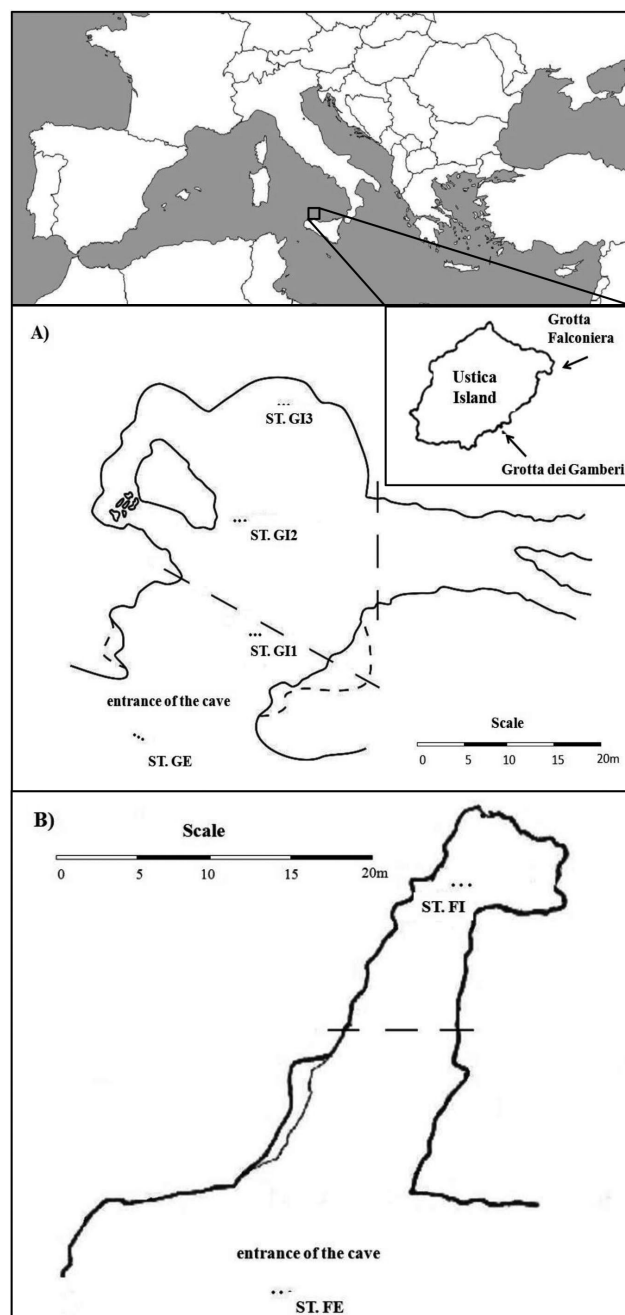 A)
Grotta
Falconiera
Ustica
Island
Grotta dei Gamberi
ST. GI3
ST. GI2
ST. GI1
entrance of the cave
ST. GE
Scale
0 5 10 15 20m
B)
Scale
0 5 10 15 20m
ST. FI
entrance of the cave
ST. FE